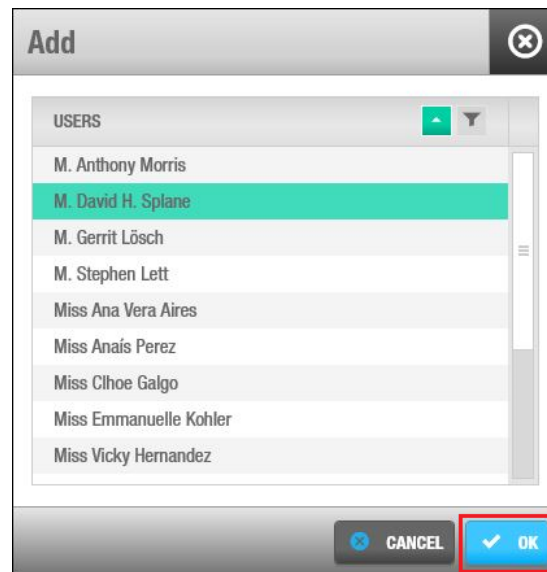 Add
USERS
M. Anthony Morris
M. David H. Splane
M. Gerrit Lösch
M. Stephen Lett
Miss Ana Vera Aires
Miss Anaís Perez
Miss Clhoe Galgo
Miss Emmanuelle Kohler
Miss Vicky Hernandez
CANCEL
OK